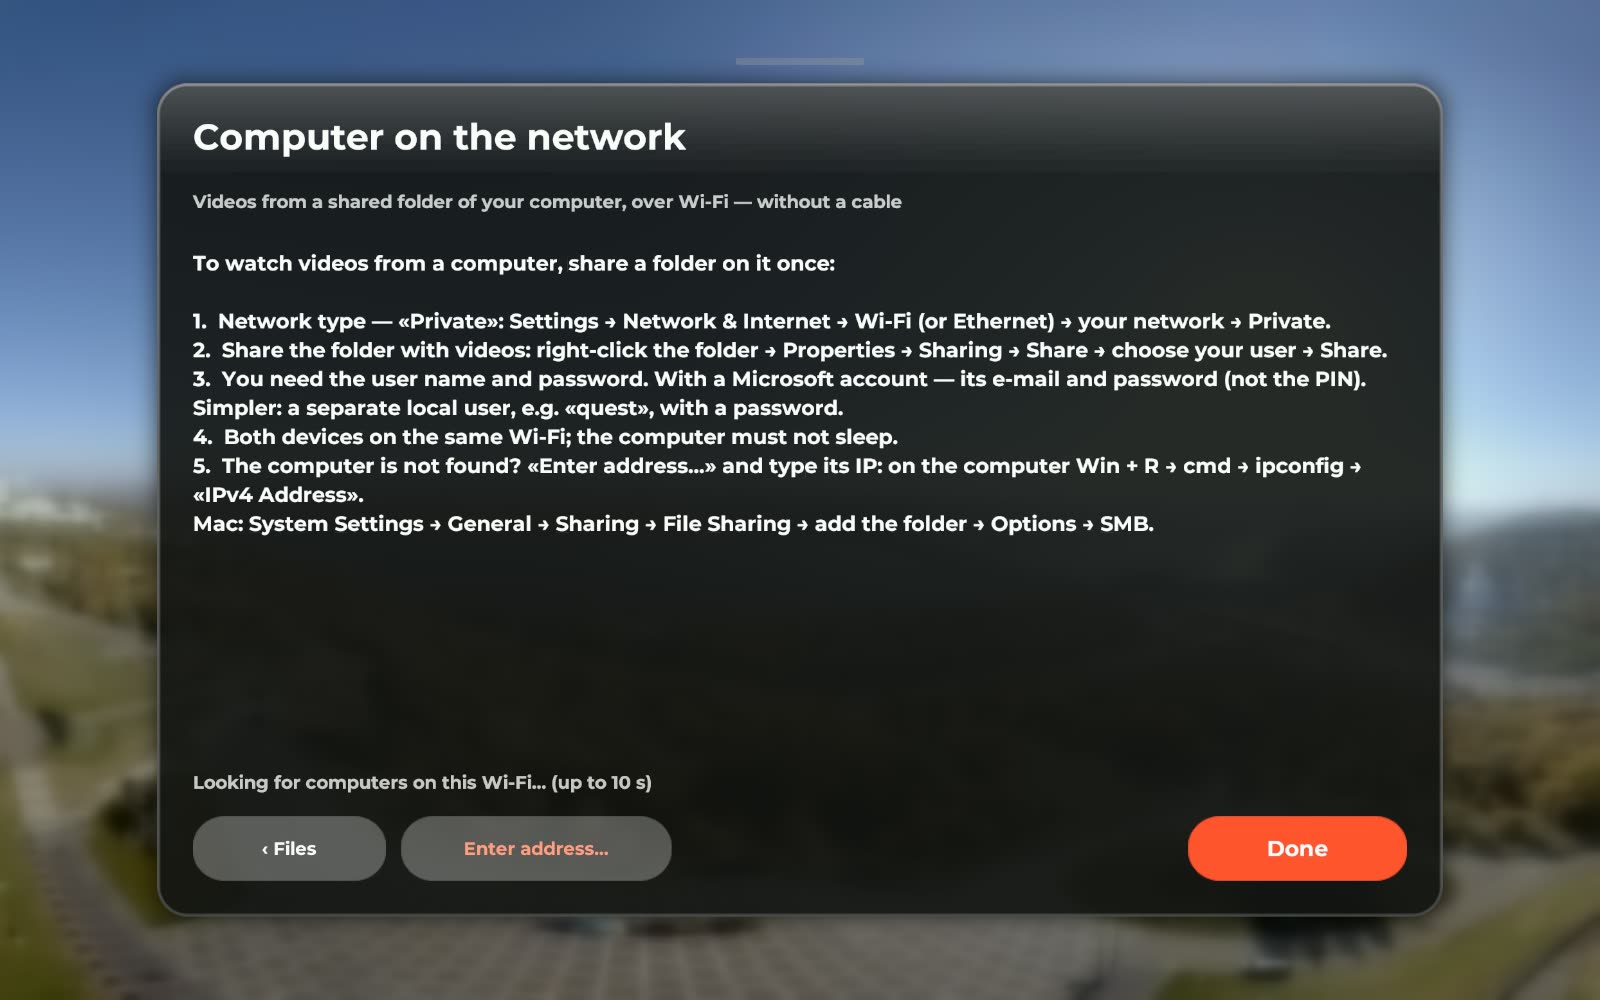 Computer on the network
Videos from a shared folder of your computer, over Wi-Fi — without a cable
To watch videos from a computer, share a folder on it once:
1. Network type — «Private»: Settings → Network & Internet → Wi-Fi (or Ethernet) → your network → Private.
2. Share the folder with videos: right-click the folder → Properties → Sharing → Share → choose your user → Share.
3. You need the user name and password. With a Microsoft account — its e-mail and password (not the PIN).
Simpler: a separate local user, e.g. «quest», with a password.
4. Both devices on the same Wi-Fi; the computer must not sleep.
5. The computer is not found? «Enter address...» and type its IP: on the computer Win + R → cmd → ipconfig →
«IPv4 Address».
Mac: System Settings → General → Sharing → File Sharing → add the folder → Options → SMB.
Looking for computers on this Wi-Fi... (up to 10 s)
‹ Files
Enter address...
Done